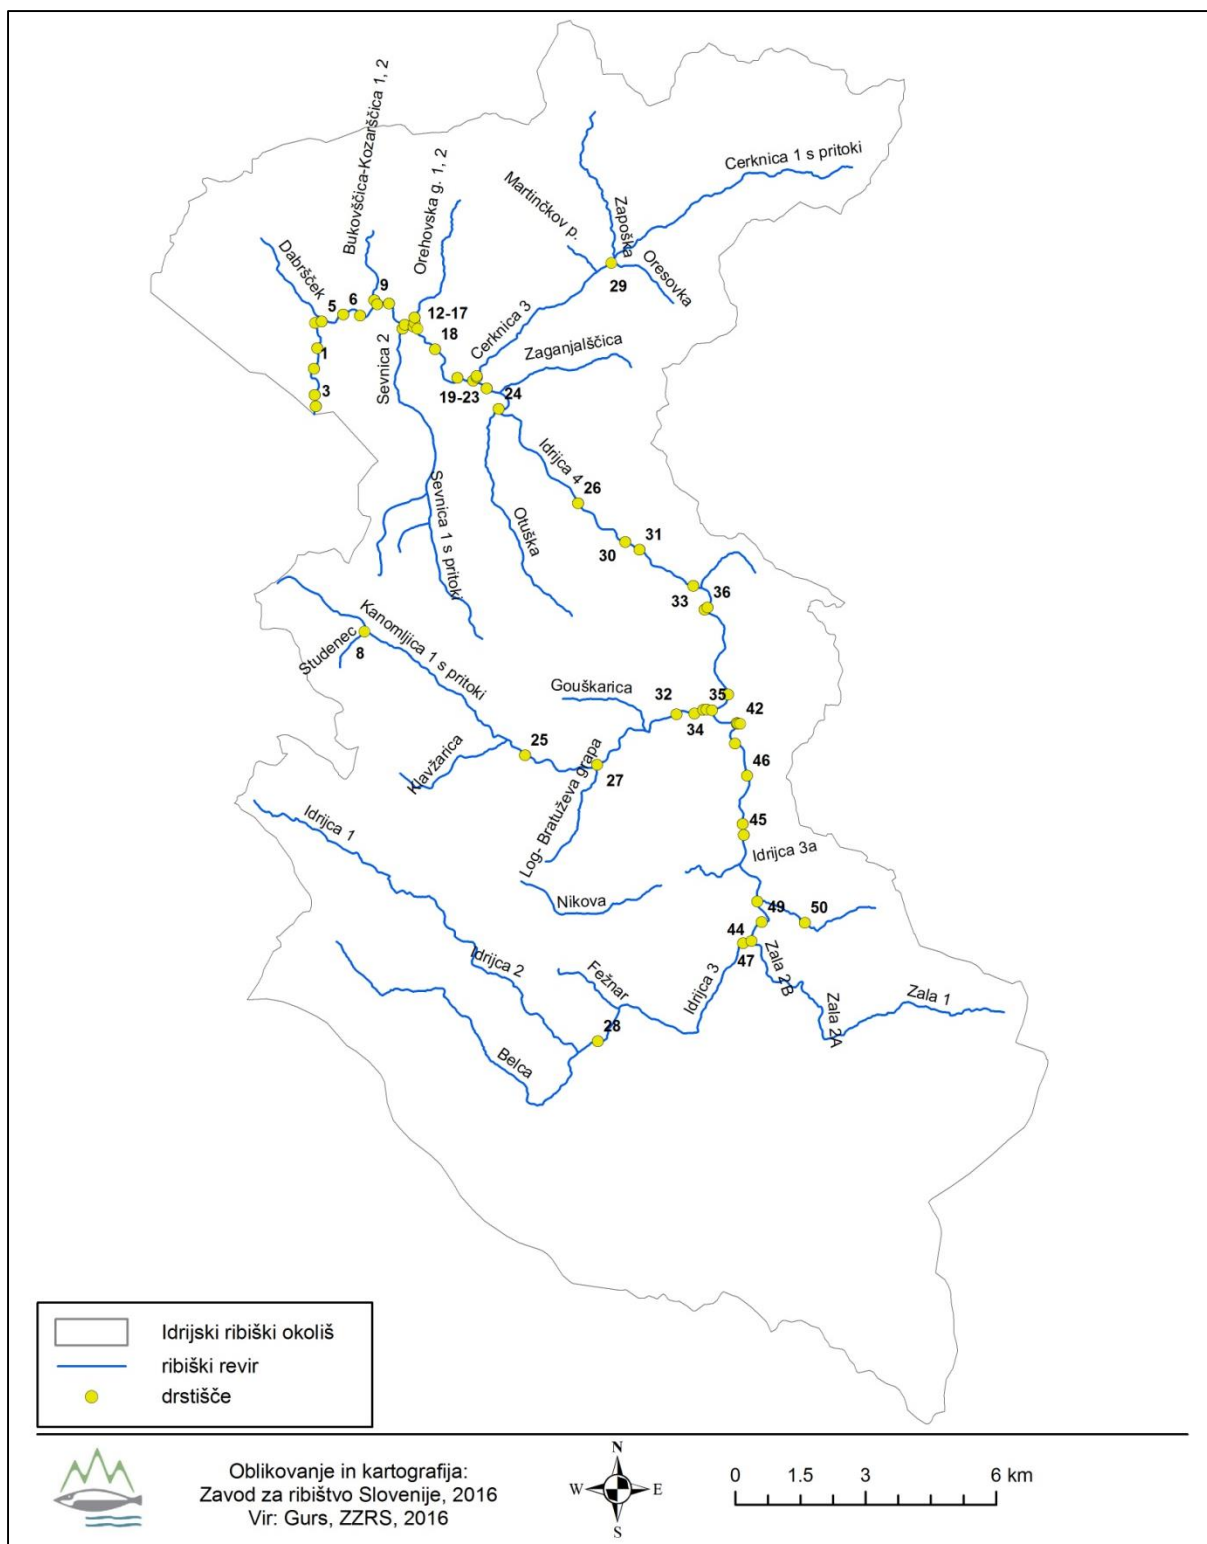 Bukovščica-Kozarščica 1, 2
Orehovska g. 1, 2
Martinčkov p.
Zapoška
Cerknica 1 s pritoki
Oresovka
29
Dabršček
5
6
9
12-17
18
1
3
Sevnica 2
Cerknica 3
Zaganjalščica
19-23
24
Idrijca 4
26
Sevnica 1 s pritoki
Otuška
31
30
36
33
Kanomljica 1 s pritoki
Studenec
8
Gouškarica
32
35
34
42
25
27
46
Klavžarica
Log- Bratuževa grapa
Idrijca 1
45
Idrijca 3a
Nikova
49
50
44
47
Idrijca 2
Fežnar
Idrijca 3
Zala 2B
Zala 2A
Zala 1
28
Belca
Idrijski ribiški okoliš
ribiški revir
drstišče
Oblikovanje in kartografija:
Zavod za ribištvo Slovenije, 2016
Vir: Gurs, ZZRS, 2016
N
W E
S
0 1.5 3 6 km